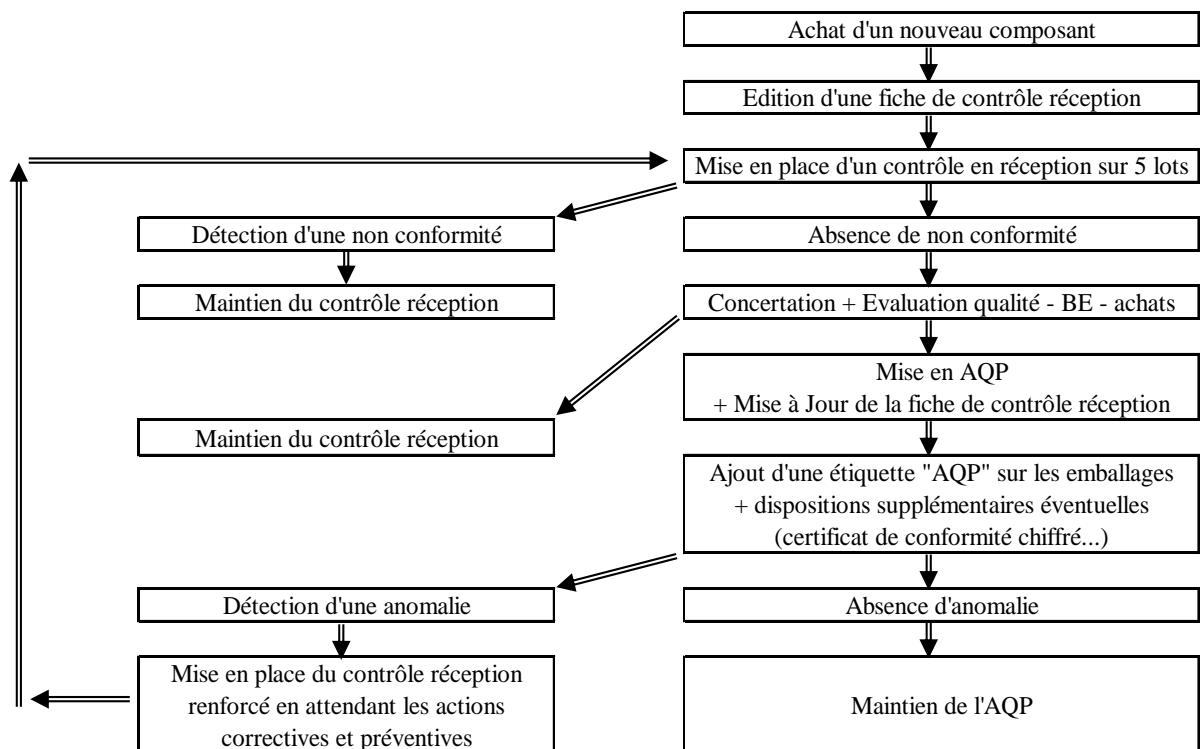 Achat d'un nouveau composant
Edition d'une fiche de contrôle réception
Mise en place d'un contrôle en réception sur 5 lots
Détection d'une non conformité
Absence de non conformité
Maintien du contrôle réception
Concertation + Evaluation qualité - BE - achats
Mise en AQP
+ Mise à Jour de la fiche de contrôle réception
Maintien du contrôle réception
Ajout d'une étiquette "AQP" sur les emballages
+ dispositions supplémentaires éventuelles
(certificat de conformité chiffré...)
Détection d'une anomalie
Absence d'anomalie
Mise en place du contrôle réception
renforcé en attendant les actions
correctives et préventives
Maintien de l'AQP